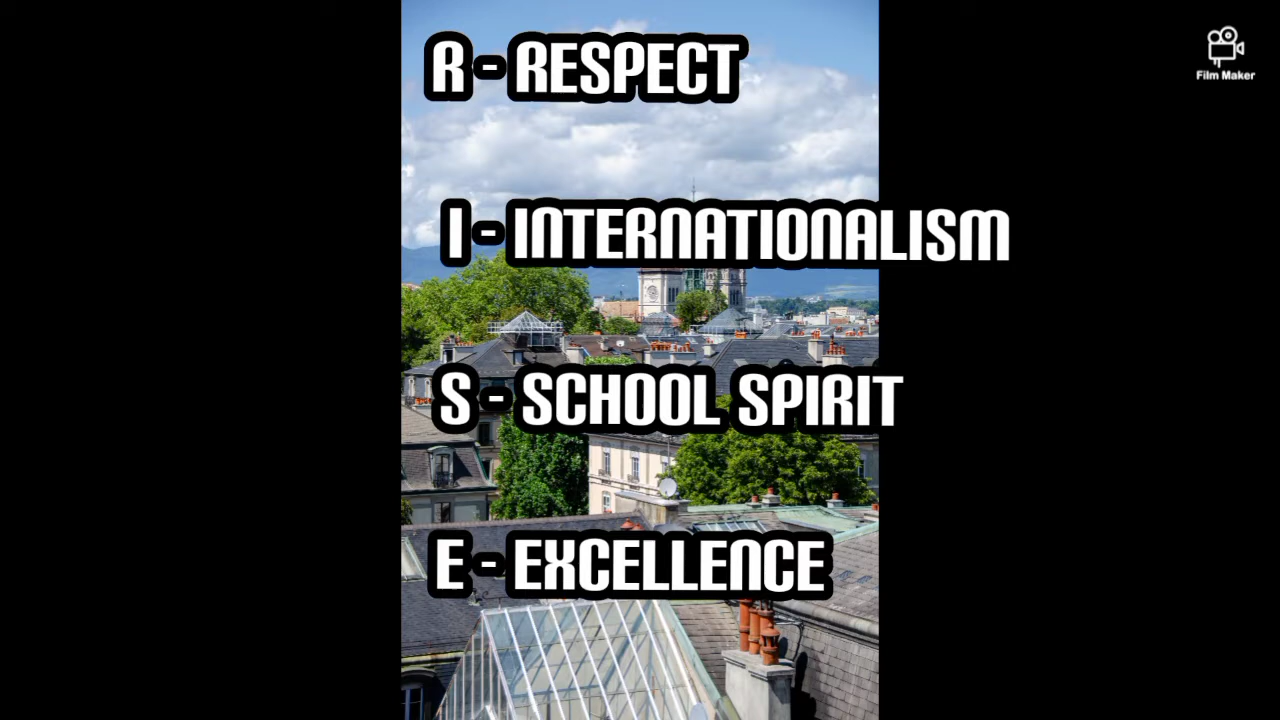 R - RESPECT
Film Maker
I - INTERNATIONALISM
S - SCHOOL SPIRIT
E - EXCELLENCE